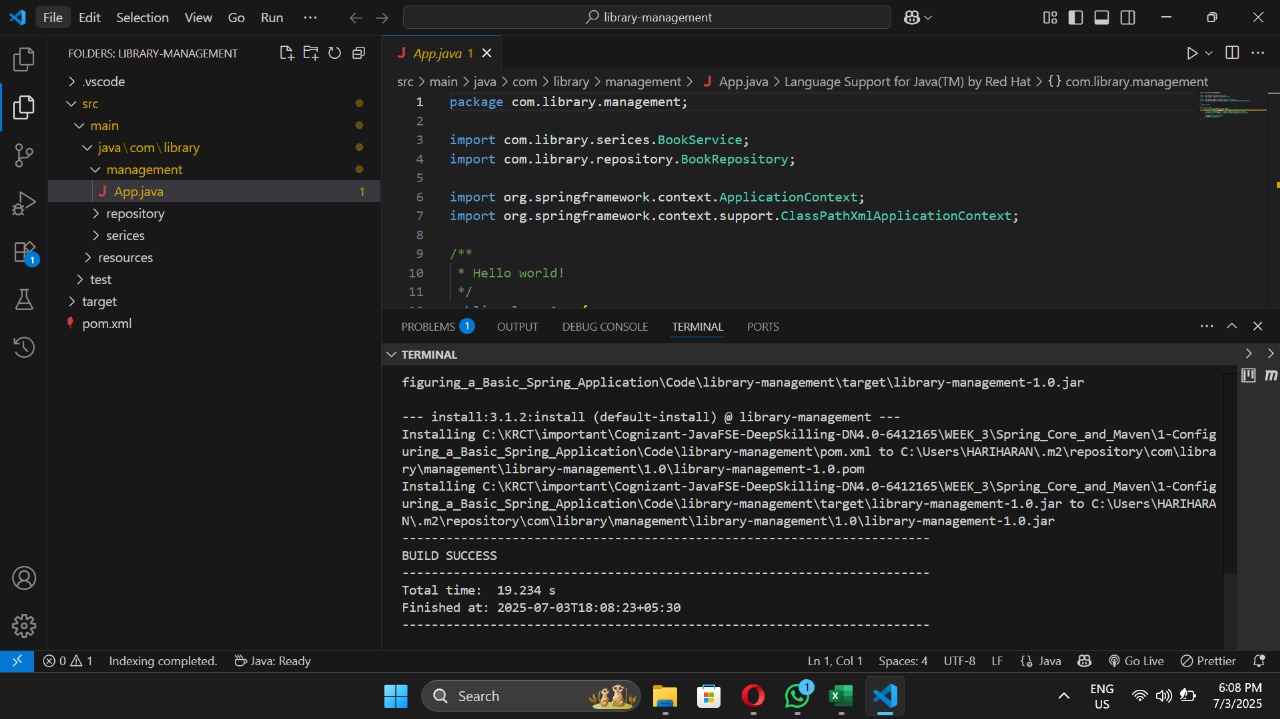 File Edit Selection View Go Run ··· library-management
FOLDERS: LIBRARY-MANAGEMENT
.vscode
src
main
java\com\library
management
J App.java 1
repository
serices
resources
test
target
pom.xml
1
J App.java 1
src > main > java > com > library > management > J App.java > Language Support for Java(TM) by Red Hat > {} com.library.management
1 package com.library.management;
2
3 import com.library.serices.BookService;
4 import com.library.repository.BookRepository;
5
6 import org.springframework.context.ApplicationContext;
7 import org.springframework.context.support.ClassPathXmlApplicationContext;
8
9 /**
10 * Hello world!
11 */
PROBLEMS 1 OUTPUT DEBUG CONSOLE TERMINAL PORTS
TERMINAL
figuring_a_Basic_Spring_Application\Code\library-management\target\library-management-1.0.jar
--- install:3.1.2:install (default-install) @ library-management ---
Installing C:\KRCT\important\Cognizant-JavaFSE-DeepSkilling-DN4.0-6412165\WEEK_3\Spring_Core_and_Maven\1-Config
uring_a_Basic_Spring_Application\Code\library-management\pom.xml to C:\Users\HARIHARAN\.m2\repository\com\libra
ry\management\library-management\1.0\library-management-1.0.pom
Installing C:\KRCT\important\Cognizant-JavaFSE-DeepSkilling-DN4.0-6412165\WEEK_3\Spring_Core_and_Maven\1-Config
uring_a_Basic_Spring_Application\Code\library-management\target\library-management-1.0.jar to C:\Users\HARIHARA
N\.m2\repository\com\library\management\library-management\1.0\library-management-1.0.jar
------------------------------------------------------------------------
BUILD SUCCESS
------------------------------------------------------------------------
Total time:  19.234 s
Finished at: 2025-07-03T18:08:23+05:30
------------------------------------------------------------------------
0 1 Indexing completed. Java: Ready Ln 1, Col 1 Spaces: 4 UTF-8 LF {} Java Go Live Prettier
Search 1 ENG US 6:08 PM 7/3/2025